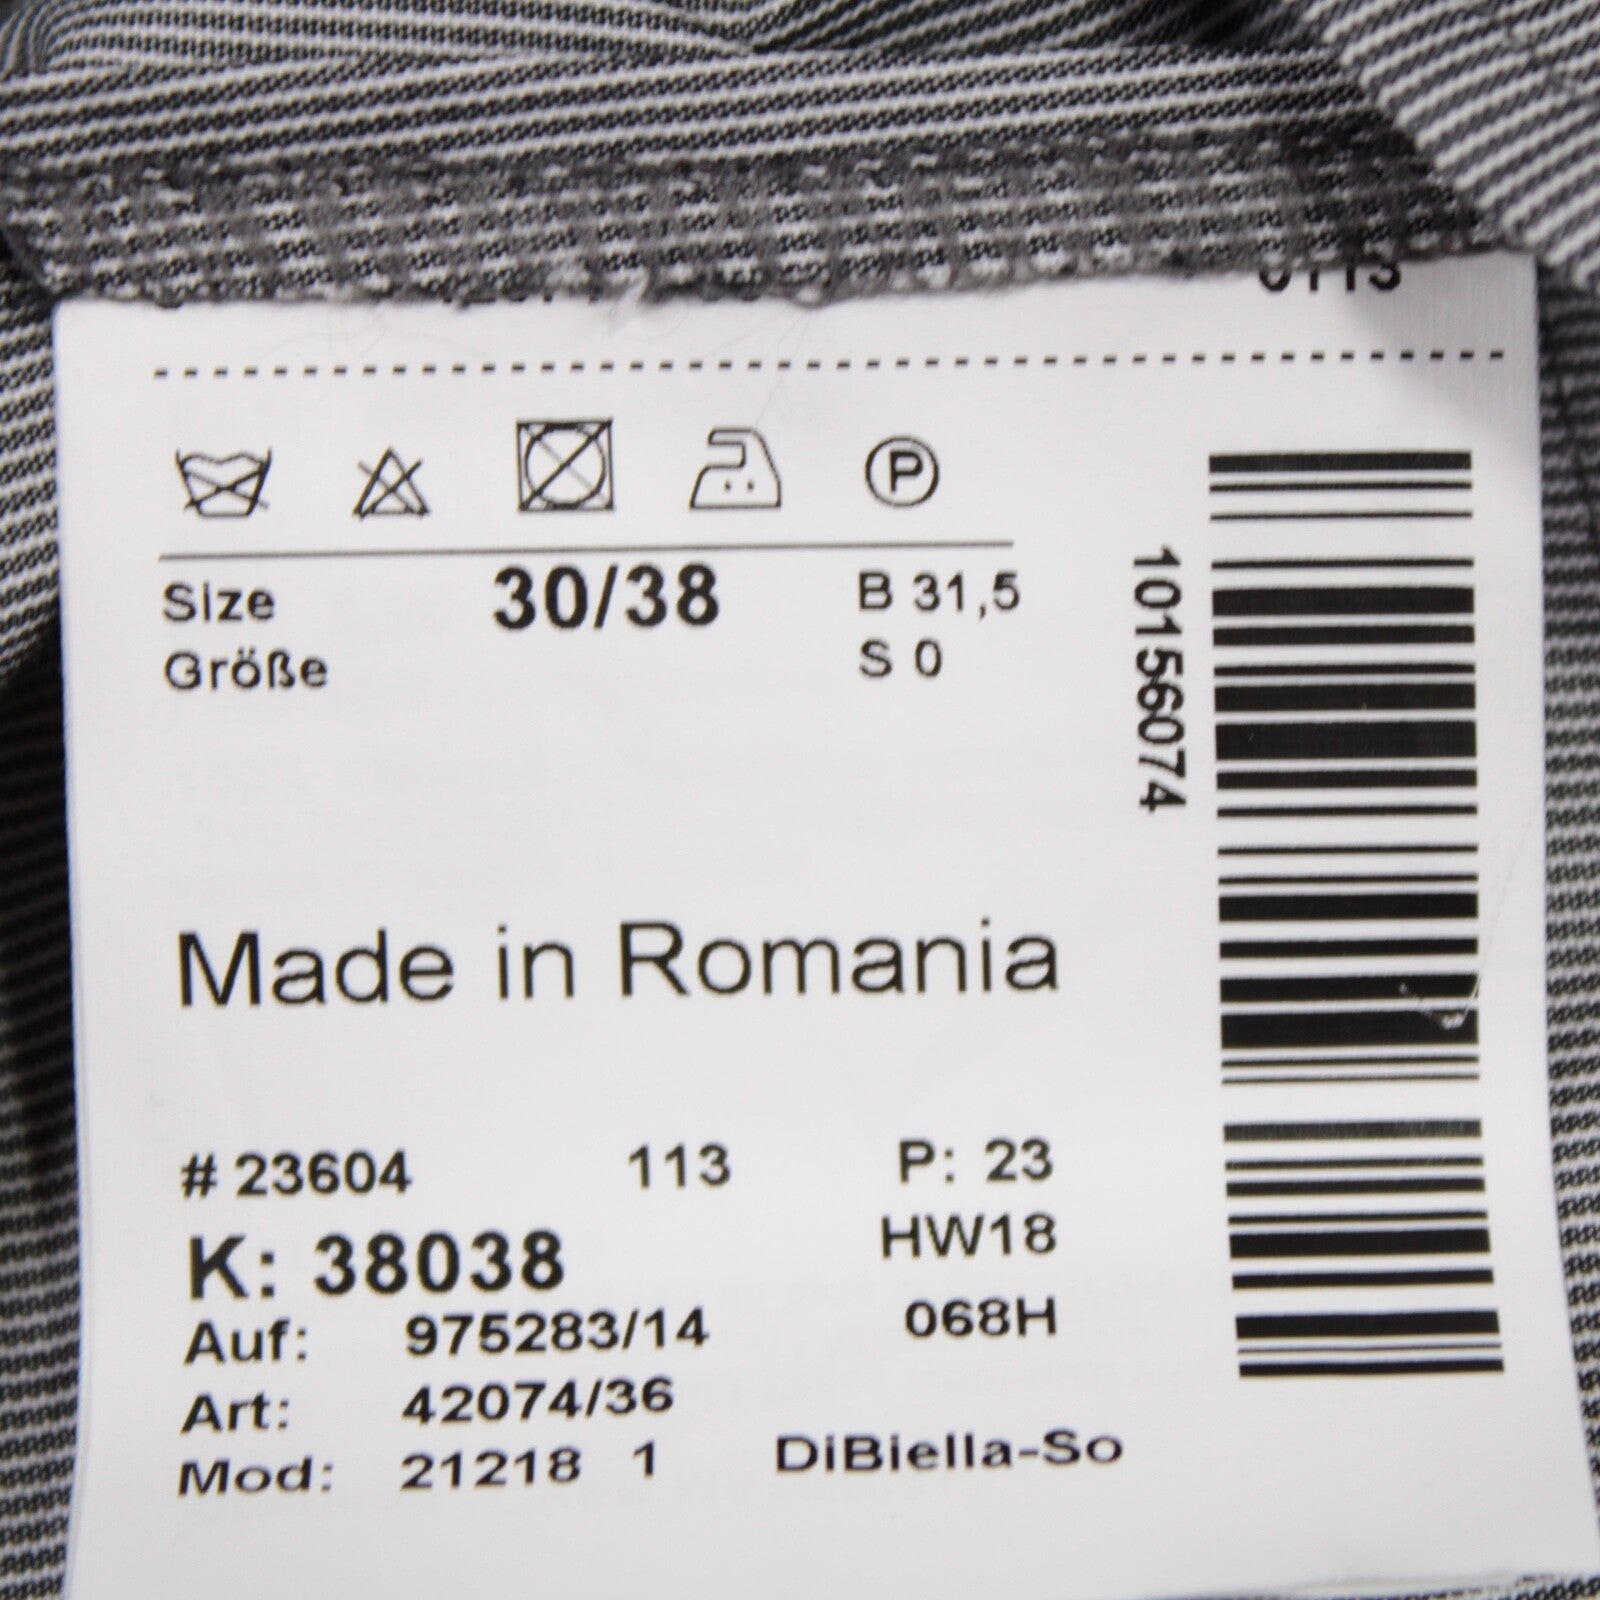 P
Size 30/38 B 31,5
Größe S 0
10156074
Made in Romania
# 23604 113 P: 23
K: 38038 HW18
Auf: 975283/14 068H
Art: 42074/36
Mod: 21218 1 DiBiella-So